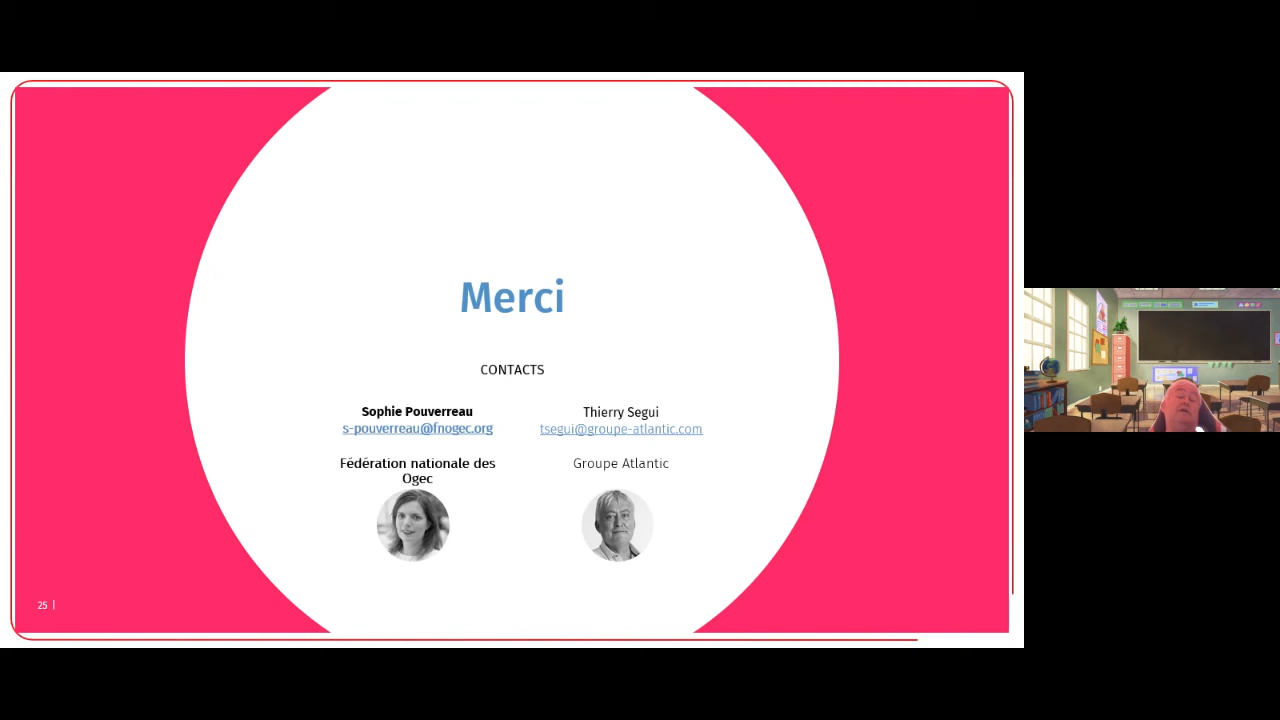 Merci
CONTACTS
Sophie Pouverreau
s-pouverreau@fnogec.org
Fédération nationale des
Ogec
Thierry Segui
tsegui@groupe-atlantic.com
Groupe Atlantic
25 |